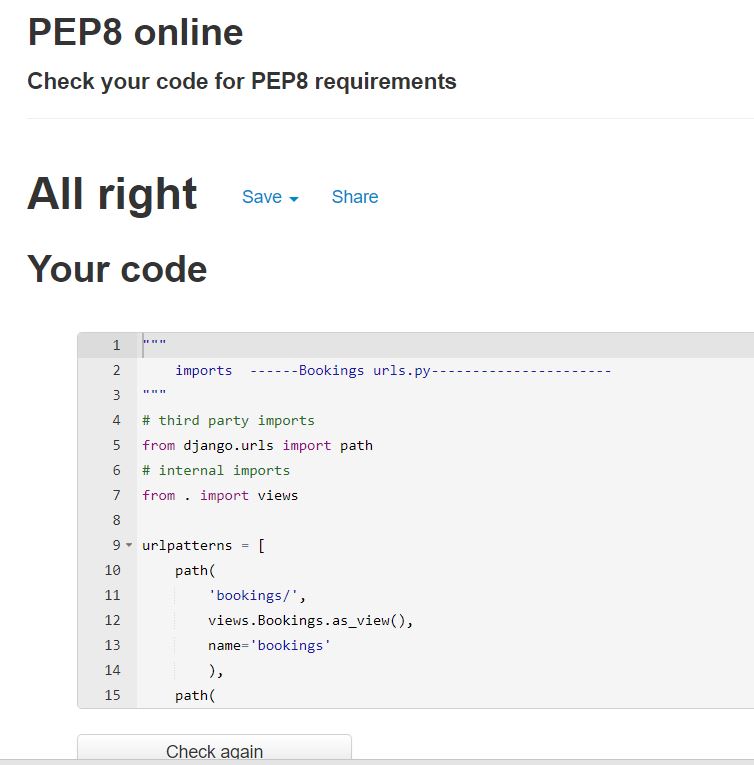 PEP8 online
Check your code for PEP8 requirements
All right Save Share
Your code
1 """
2     imports  ------Bookings urls.py----------------------
3 """
4 # third party imports
5 from django.urls import path
6 # internal imports
7 from . import views
8
9 urlpatterns = [
10     path(
11         'bookings/',
12         views.Bookings.as_view(),
13         name='bookings'
14         ),
15     path(
Check again